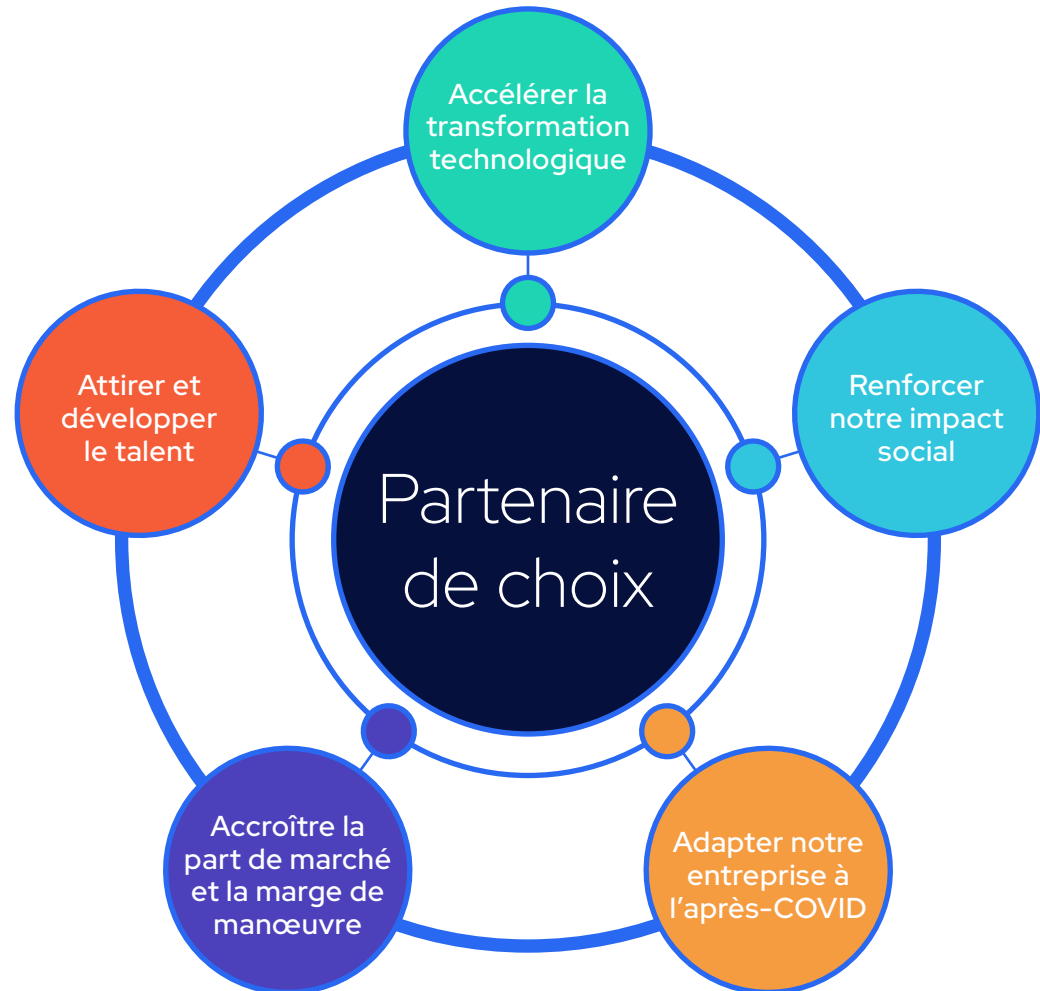 Accélérer la
transformation
technologique
Attirer et
développer
le talent
Renforcer
notre impact
social
Partenaire
de choix
Accroître la
part de marché
et la marge de
manœuvre
Adapter notre
entreprise à
l’après-COVID